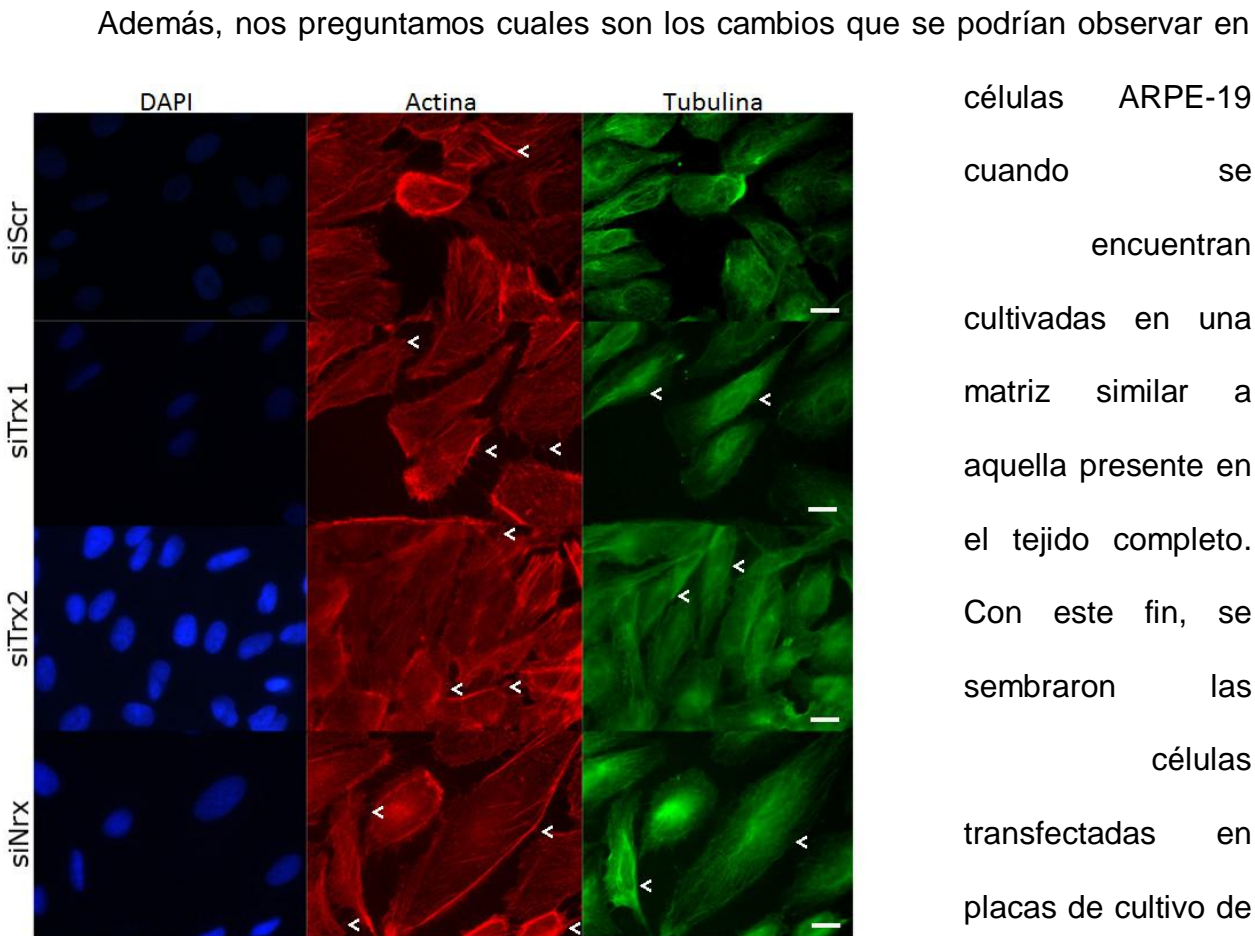 Además, nos preguntamos cuales son los cambios que se podrían observar en
DAPI Actina Tubulina
siScr
siTrx1
siTrx2
siNrx
células ARPE-19
cuando se
encuentran
cultivadas en una
matriz similar a
aquella presente en
el tejido completo.
Con este fin, se
sembraron las
células
transfectadas en
placas de cultivo de